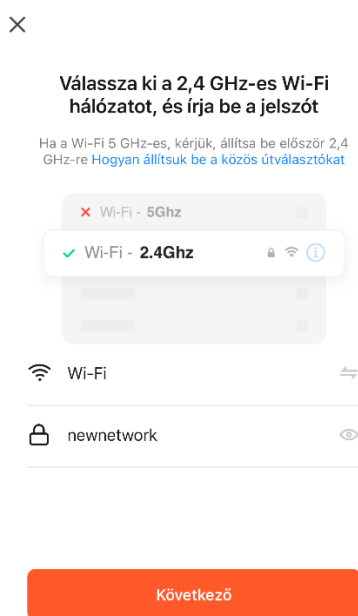 Válassza ki a 2,4 GHz-es Wi-Fi
hálózatot, és írja be a jelszót
Ha a Wi-Fi 5 GHz-es, kérjük, állítsa be először 2,4
GHz-re Hogyan állítsuk be a közös útválasztókat
Wi-Fi - 5Ghz
Wi-Fi - 2.4Ghz
Wi-Fi
newnetwork
Következő